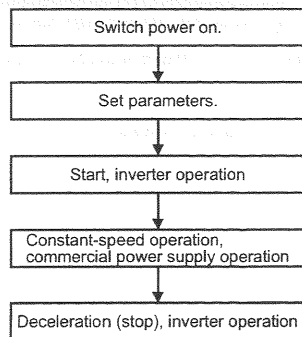 Switch power on.
Set parameters.
Start, inverter operation
Constant-speed operation,
commercial power supply operation
Deceleration (stop), inverter operation